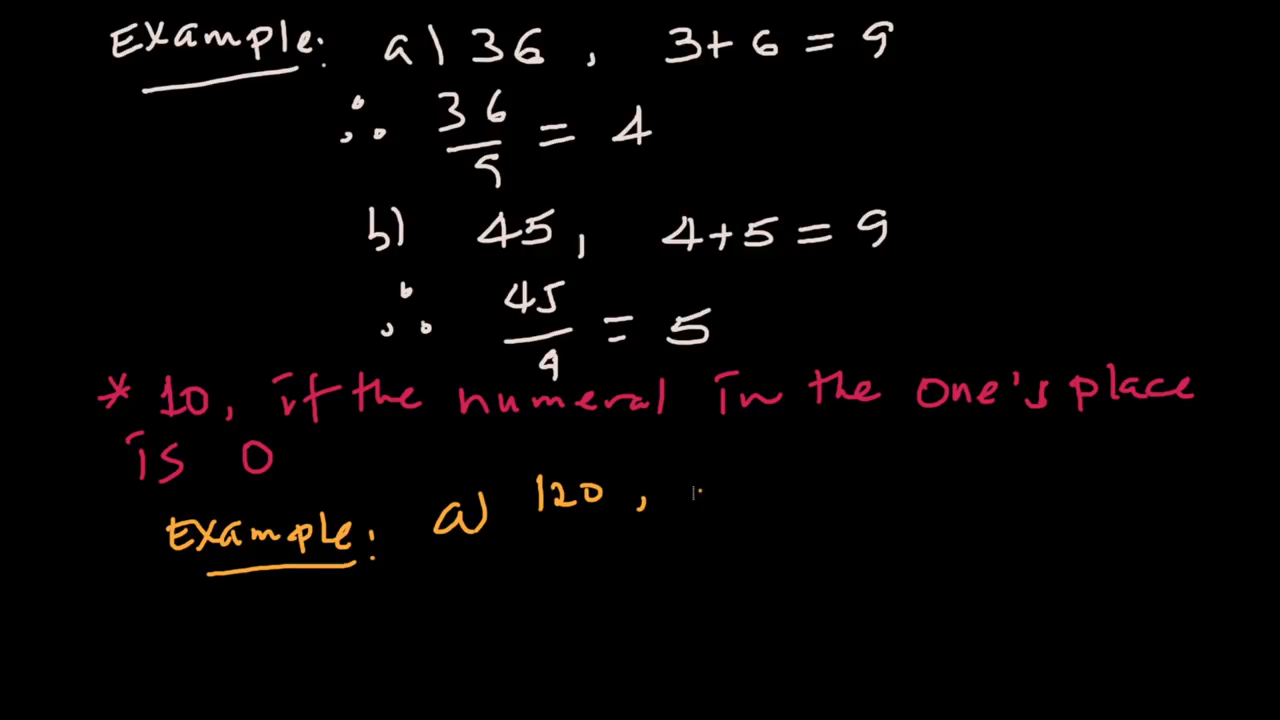 Example: a) 36, 3+6 = 9
∴ 36/9 = 4
b) 45, 4+5 = 9
∴ 45/9 = 5
* 10, if the numeral in the one's place
is 0
Example: a) 120,